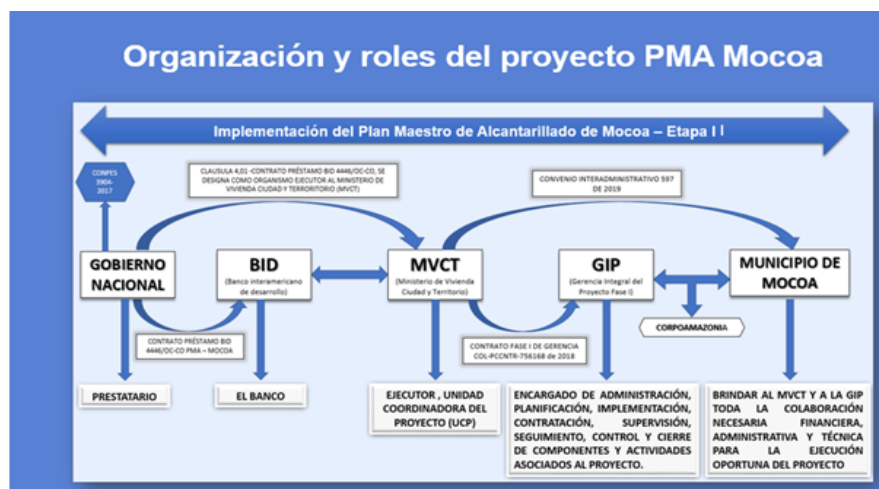 Organización y roles del proyecto PMA Mocoa
Implementación del Plan Maestro de Alcantarillado de Mocoa – Etapa I I
CONPES
3904-
2017
CLAUSULA 4,01 -CONTRATO PRÉSTAMO BID 4446/OC-CO, SE
DESIGNA COMO ORGANISMO EJECUTOR AL MINISTERIO DE
VIVIENDA CIUDAD Y TERRORITORIO (MVCT)
CONVENIO INTERADMINISTRATIVO 597
DE 2019
GOBIERNO
NACIONAL
BID
(Banco interamericano
de desarrollo)
MVCT
(Ministerio de Vivienda
Ciudad y Territorio)
GIP
(Gerencia Integral del
Proyecto Fase I)
MUNICIPIO DE
MOCOA
CORPOAMAZONIA
CONTRATO PRÉSTAMO BID
4446/OC-CO PMA – MOCOA
CONTRATO FASE I DE GERENCIA
COL-PCCNTR-756168 de 2018
PRESTATARIO
EL BANCO
EJECUTOR , UNIDAD
COORDINADORA DEL
PROYECTO (UCP)
ENCARGADO DE ADMINISTRACIÓN,
PLANIFICACIÓN, IMPLEMENTACIÓN,
CONTRATACIÓN, SUPERVISIÓN,
SEGUIMIENTO, CONTROL Y CIERRE
DE COMPONENTES Y ACTIVIDADES
ASOCIADOS AL PROYECTO.
BRINDAR AL MVCT Y A LA GIP
TODA LA COLABORACIÓN
NECESARIA FINANCIERA,
ADMINISTRATIVA Y TÉCNICA
PARA LA EJECUCIÓN
OPORTUNA DEL PROYECTO